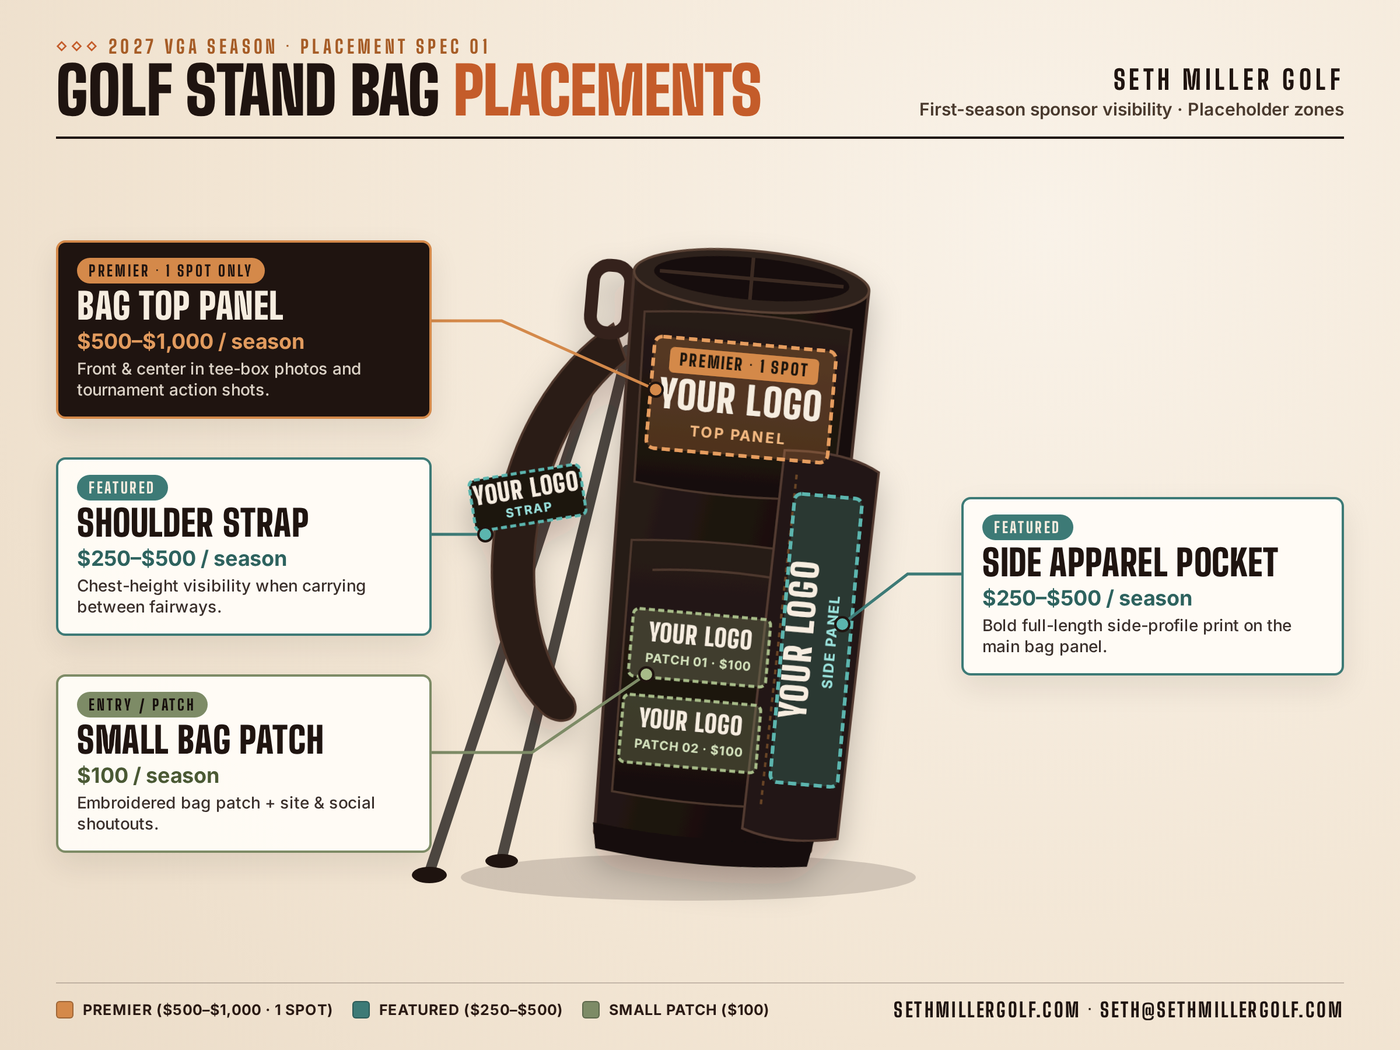 ◇◇◇ 2027 VGA SEASON · PLACEMENT SPEC 01
GOLF STAND BAG PLACEMENTS
SETH MILLER GOLF
First-season sponsor visibility · Placeholder zones
PREMIER · 1 SPOT ONLY
BAG TOP PANEL
$500–$1,000 / season
Front & center in tee-box photos and
tournament action shots.
FEATURED
SHOULDER STRAP
$250–$500 / season
Chest-height visibility when carrying
between fairways.
ENTRY / PATCH
SMALL BAG PATCH
$100 / season
Embroidered bag patch + site & social
shoutouts.
PREMIER · 1 SPOT
YOUR LOGO
TOP PANEL
YOUR LOGO
STRAP
YOUR LOGO
PATCH 01 · $100
YOUR LOGO
PATCH 02 · $100
YOUR LOGO
SIDE PANEL
FEATURED
SIDE APPAREL POCKET
$250–$500 / season
Bold full-length side-profile print on the
main bag panel.
PREMIER ($500–$1,000 · 1 SPOT)
FEATURED ($250–$500)
SMALL PATCH ($100)
SETHMILLERGOLF.COM · SETH@SETHMILLERGOLF.COM